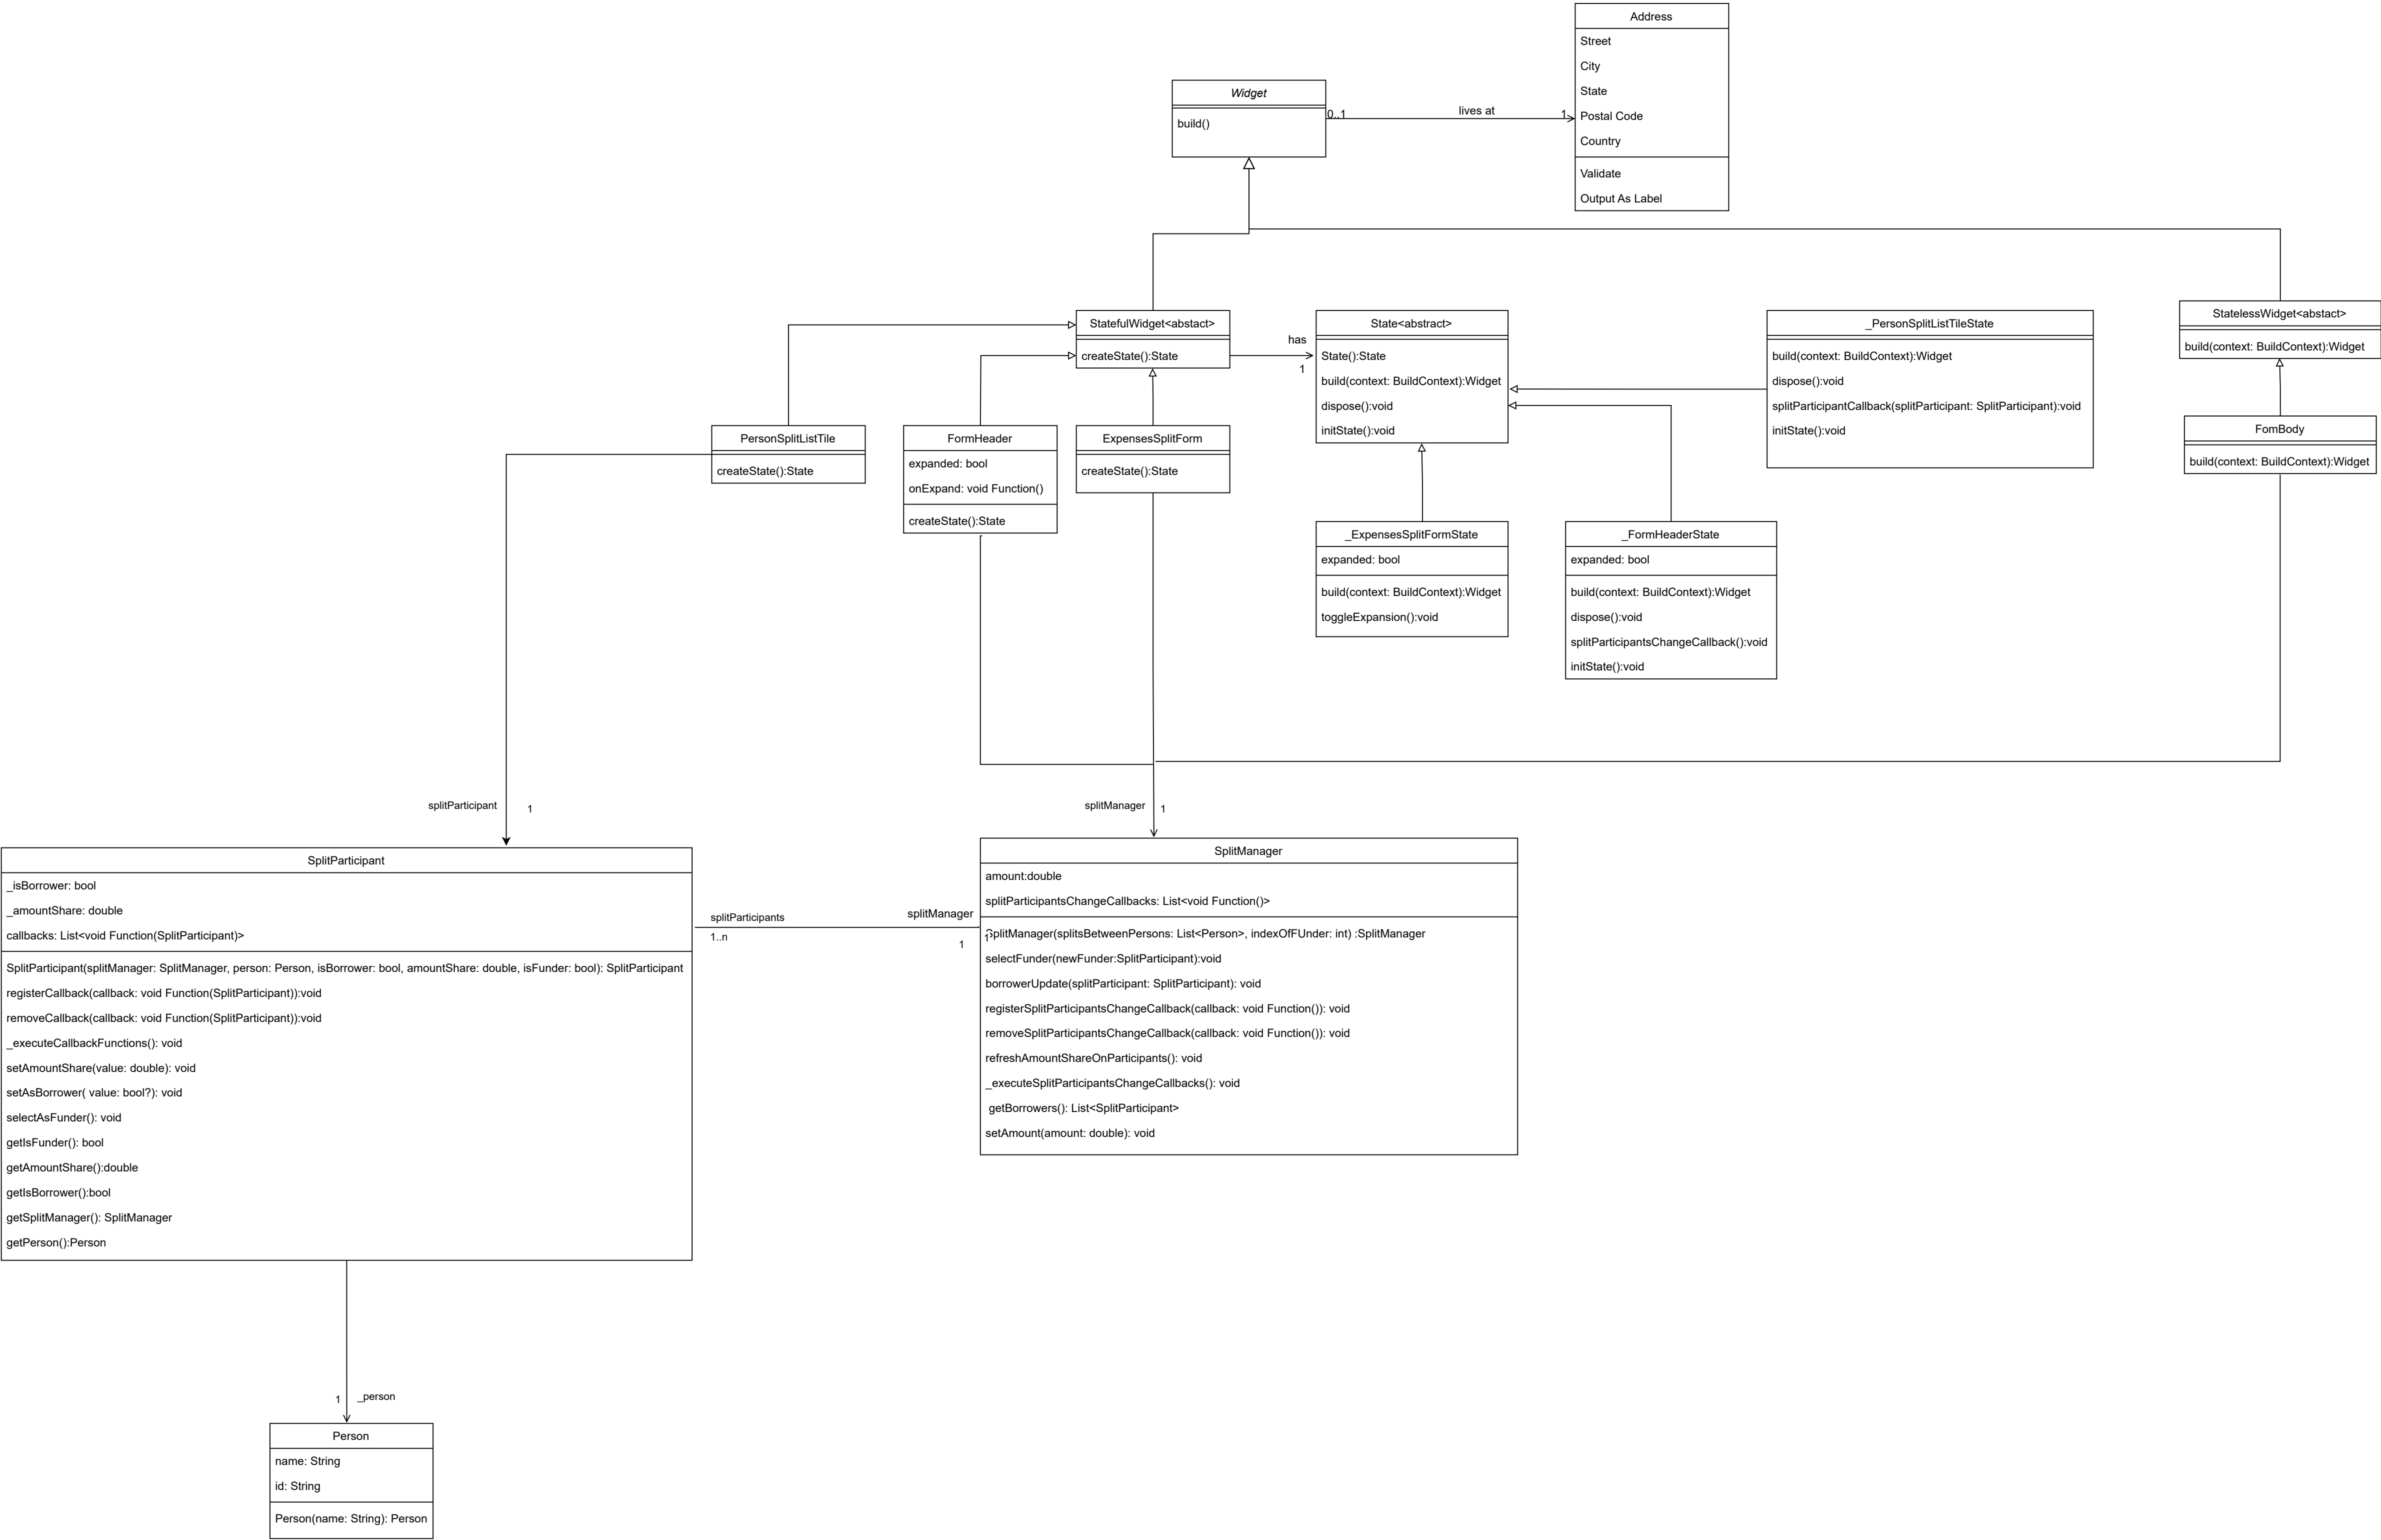 Address
Street
City
State
Postal Code
Country
Validate
Output As Label
Widget
build()
0..1
lives at
1
StatefulWidget<abstact>
createState():State
has
1
State<abstract>
State():State
build(context: BuildContext):Widget
dispose():void
initState():void
_PersonSplitListTileState
build(context: BuildContext):Widget
dispose():void
splitParticipantCallback(splitParticipant: SplitParticipant):void
initState():void
StatelessWidget<abstact>
build(context: BuildContext):Widget
PersonSplitListTile
createState():State
FormHeader
expanded: bool
onExpand: void Function()
createState():State
ExpensesSplitForm
createState():State
FomBody
build(context: BuildContext):Widget
_ExpensesSplitFormState
expanded: bool
build(context: BuildContext):Widget
toggleExpansion():void
_FormHeaderState
expanded: bool
build(context: BuildContext):Widget
dispose():void
splitParticipantsChangeCallback():void
initState():void
splitParticipant
1
splitManager
1
SplitParticipant
_isBorrower: bool
_amountShare: double
callbacks: List<void Function(SplitParticipant)>
SplitParticipant(splitManager: SplitManager, person: Person, isBorrower: bool, amountShare: double, isFunder: bool): SplitParticipant
registerCallback(callback: void Function(SplitParticipant)):void
removeCallback(callback: void Function(SplitParticipant)):void
_executeCallbackFunctions(): void
setAmountShare(value: double): void
setAsBorrower( value: bool?): void
selectAsFunder(): void
getIsFunder(): bool
getAmountShare():double
getIsBorrower():bool
getSplitManager(): SplitManager
getPerson():Person
splitParticipants
1..n
splitManager
1
1
SplitManager
amount:double
splitParticipantsChangeCallbacks: List<void Function()>
SplitManager(splitsBetweenPersons: List<Person>, indexOfFUnder: int) :SplitManager
selectFunder(newFunder:SplitParticipant):void
borrowerUpdate(splitParticipant: SplitParticipant): void
registerSplitParticipantsChangeCallback(callback: void Function()): void
removeSplitParticipantsChangeCallback(callback: void Function()): void
refreshAmountShareOnParticipants(): void
_executeSplitParticipantsChangeCallbacks(): void
getBorrowers(): List<SplitParticipant>
setAmount(amount: double): void
1
_person
Person
name: String
id: String
Person(name: String): Person